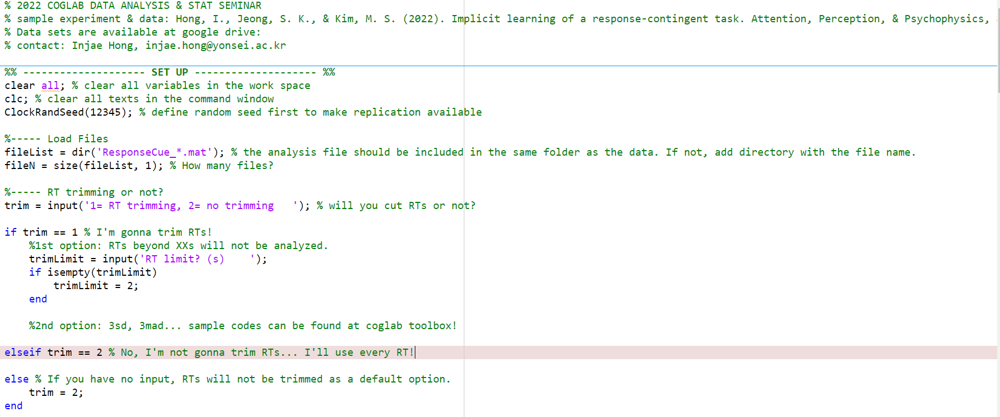 % 2022 COGLAB DATA ANALYSIS & STAT SEMINAR
% sample experiment & data: Hong, I., Jeong, S. K., & Kim, M. S. (2022). Implicit learning of a response-contingent task. Attention, Perception, & Psychophysics,
% Data sets are available at google drive:
% contact: Injae Hong, injae.hong@yonsei.ac.kr
%% -------------------- SET UP -------------------- %%
clear all; % clear all variables in the work space
clc; % clear all texts in the command window
ClockRandSeed(12345); % define random seed first to make replication available
%----- Load Files
fileList = dir('ResponseCue_*.mat'); % the analysis file should be included in the same folder as the data. If not, add directory with the file name.
fileN = size(fileList, 1); % How many files?
%----- RT trimming or not?
trim = input('1= RT trimming, 2= no trimming   '); % will you cut RTs or not?
if trim == 1 % I'm gonna trim RTs!
    %1st option: RTs beyond XXs will not be analyzed.
    trimLimit = input('RT limit? (s)    ');
    if isempty(trimLimit)
        trimLimit = 2;
    end
    %2nd option: 3sd, 3mad... sample codes can be found at coglab toolbox!
elseif trim == 2 % No, I'm not gonna trim RTs... I'll use every RT!
else % If you have no input, RTs will not be trimmed as a default option.
    trim = 2;
end